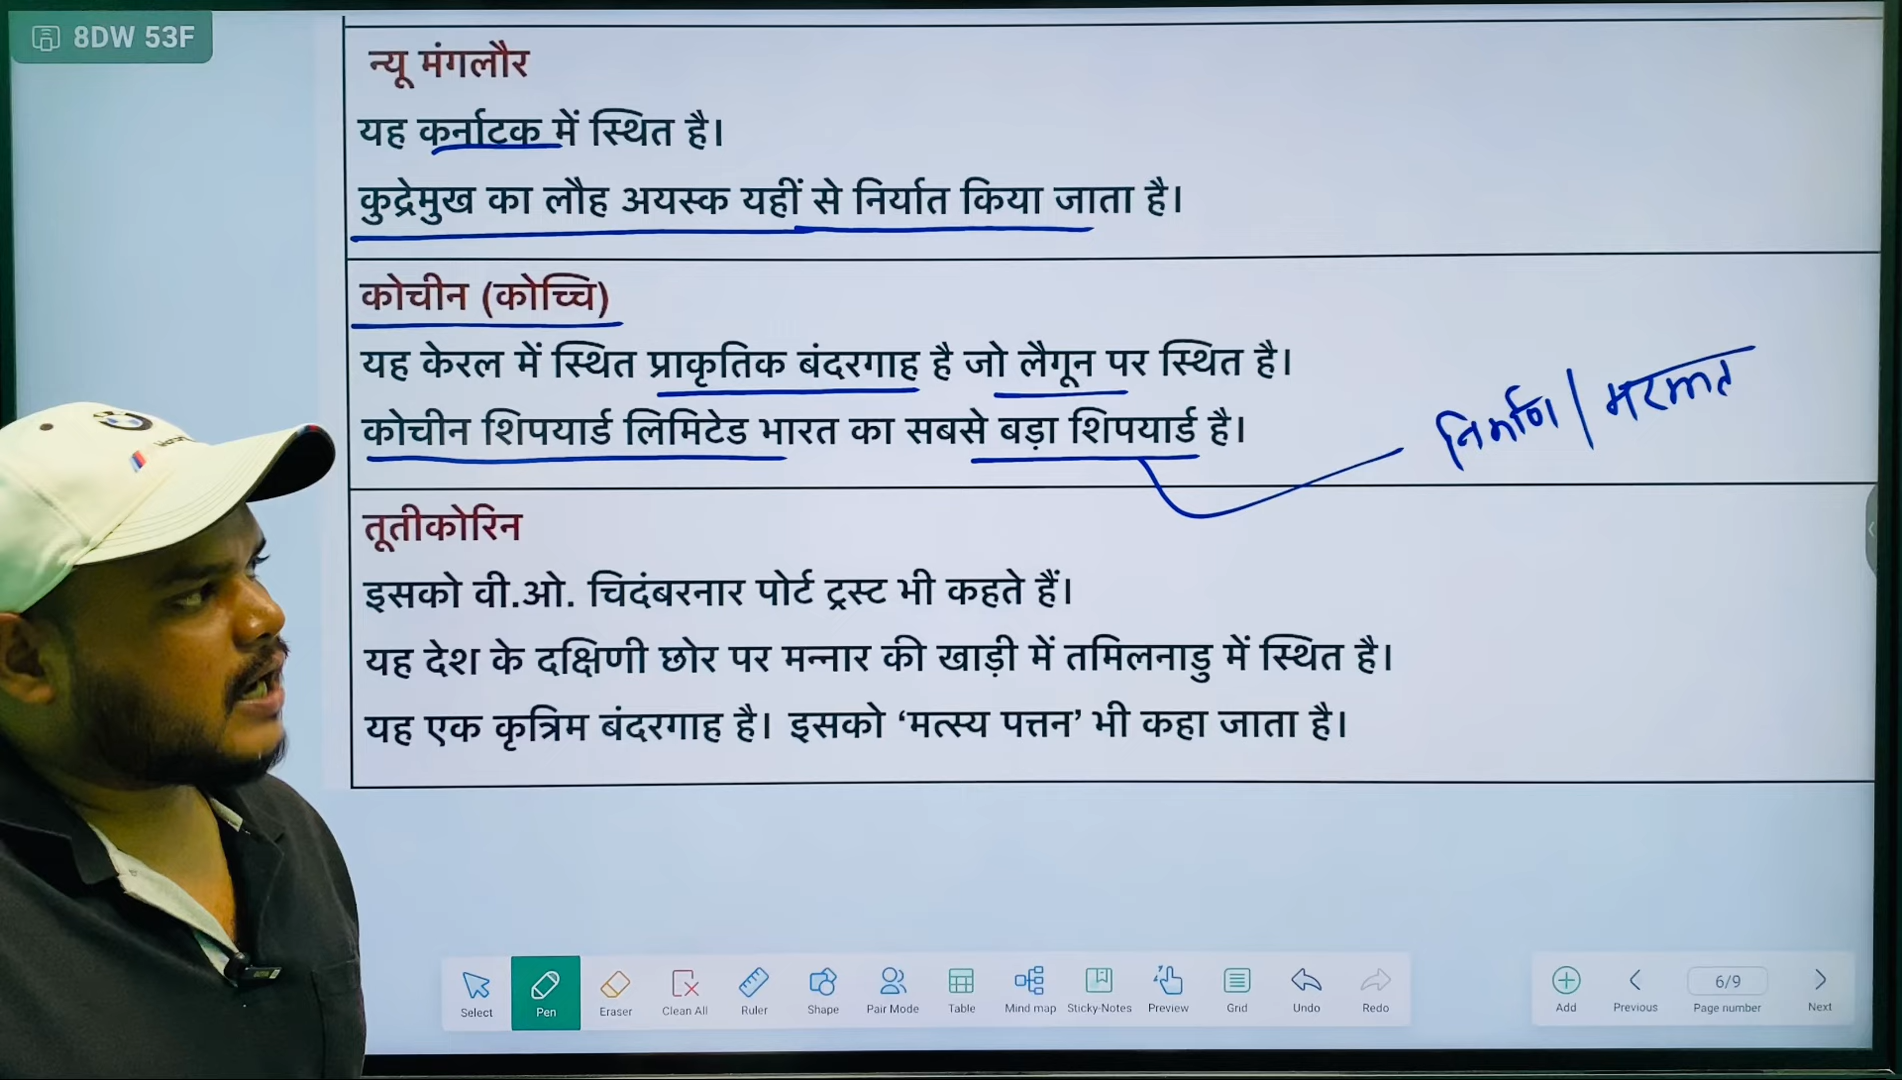 8DW 53F
न्यू मंगलौर
यह कर्नाटक में स्थित है।
कुद्रेमुख का लौह अयस्क यहीं से निर्यात किया जाता है।
कोचीन (कोच्चि)
यह केरल में स्थित प्राकृतिक बंदरगाह है जो लैगून पर स्थित है।
कोचीन शिपयार्ड लिमिटेड भारत का सबसे बड़ा शिपयार्ड है।
निर्माण / मरम्मत
तूतीकोरिन
इसको वी.ओ. चिदंबरनार पोर्ट ट्रस्ट भी कहते हैं।
यह देश के दक्षिणी छोर पर मन्नार की खाड़ी में तमिलनाडु में स्थित है।
यह एक कृत्रिम बंदरगाह है। इसको ‘मत्स्य पत्तन’ भी कहा जाता है।
Select Pen Eraser Clean All Ruler Shape Pair Mode Table Mind map Sticky-Notes Preview Grid Undo Redo Add Previous 6/9 Page number Next